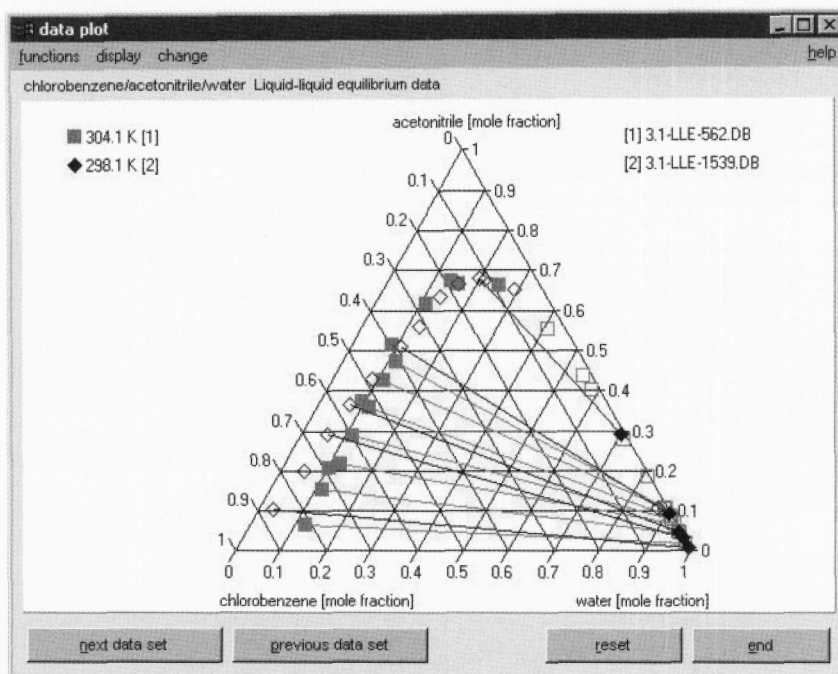 data plot
functions display change help
chlorobenzene/acetonitrile/water Liquid-liquid equilibrium data
304.1 K [1]
298.1 K [2]
acetonitrile [mole fraction]
[1] 3.1-LLE-562.DB
[2] 3.1-LLE-1539.DB
0 1
0.1 0.9
0.2 0.8
0.3 0.7
0.4 0.6
0.5 0.5
0.6 0.4
0.7 0.3
0.8 0.2
0.9 0.1
1 0
0 0.1 0.2 0.3 0.4 0.5 0.6 0.7 0.8 0.9 1
chlorobenzene [mole fraction] water [mole fraction]
next data set previous data set reset end